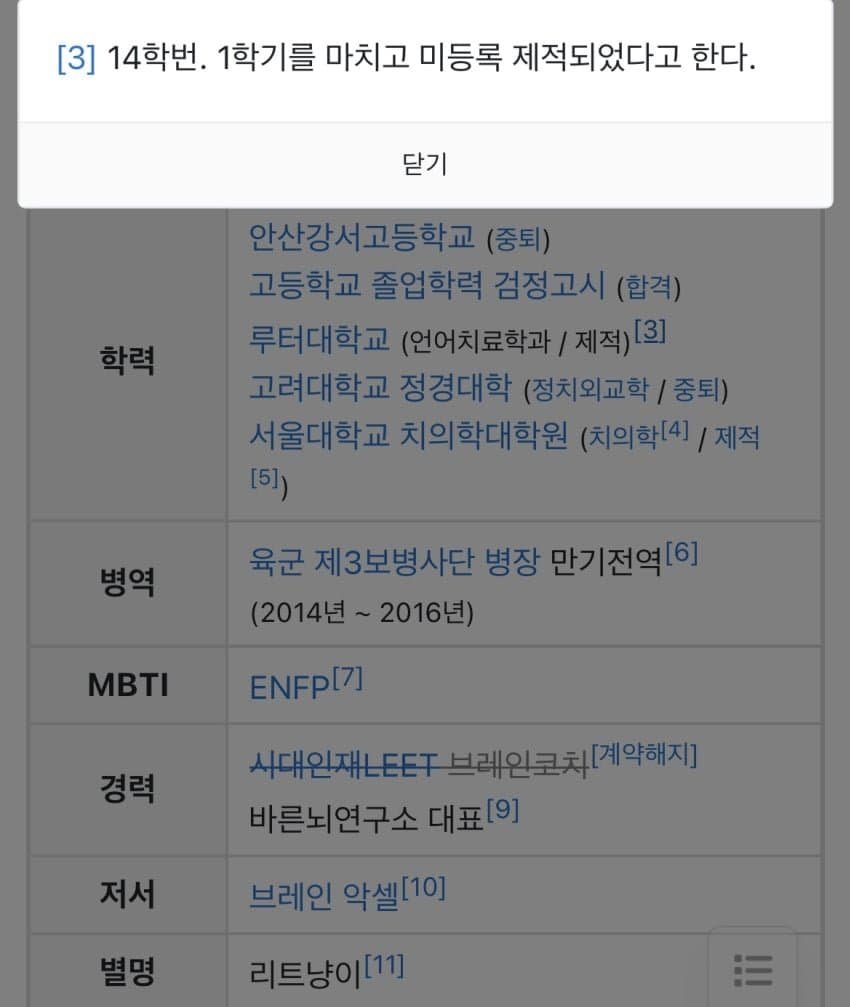 [3] 14학번. 1학기를 마치고 미등록 제적되었다고 한다.
닫기
학력
안산강서고등학교 (중퇴)
고등학교 졸업학력 검정고시 (합격)
루터대학교 (언어치료학과 / 제적)[3]
고려대학교 정경대학 (정치외교학 / 중퇴)
서울대학교 치의학대학원 (치의학[4] / 제적
[5])
병역
육군 제3보병사단 병장 만기전역[6]
(2014년 ~ 2016년)
MBTI
ENFP[7]
경력
시대인재LEET 브레인코치[계약해지]
바른뇌연구소 대표[9]
저서
브레인 악셀[10]
별명
리트냥이[11]